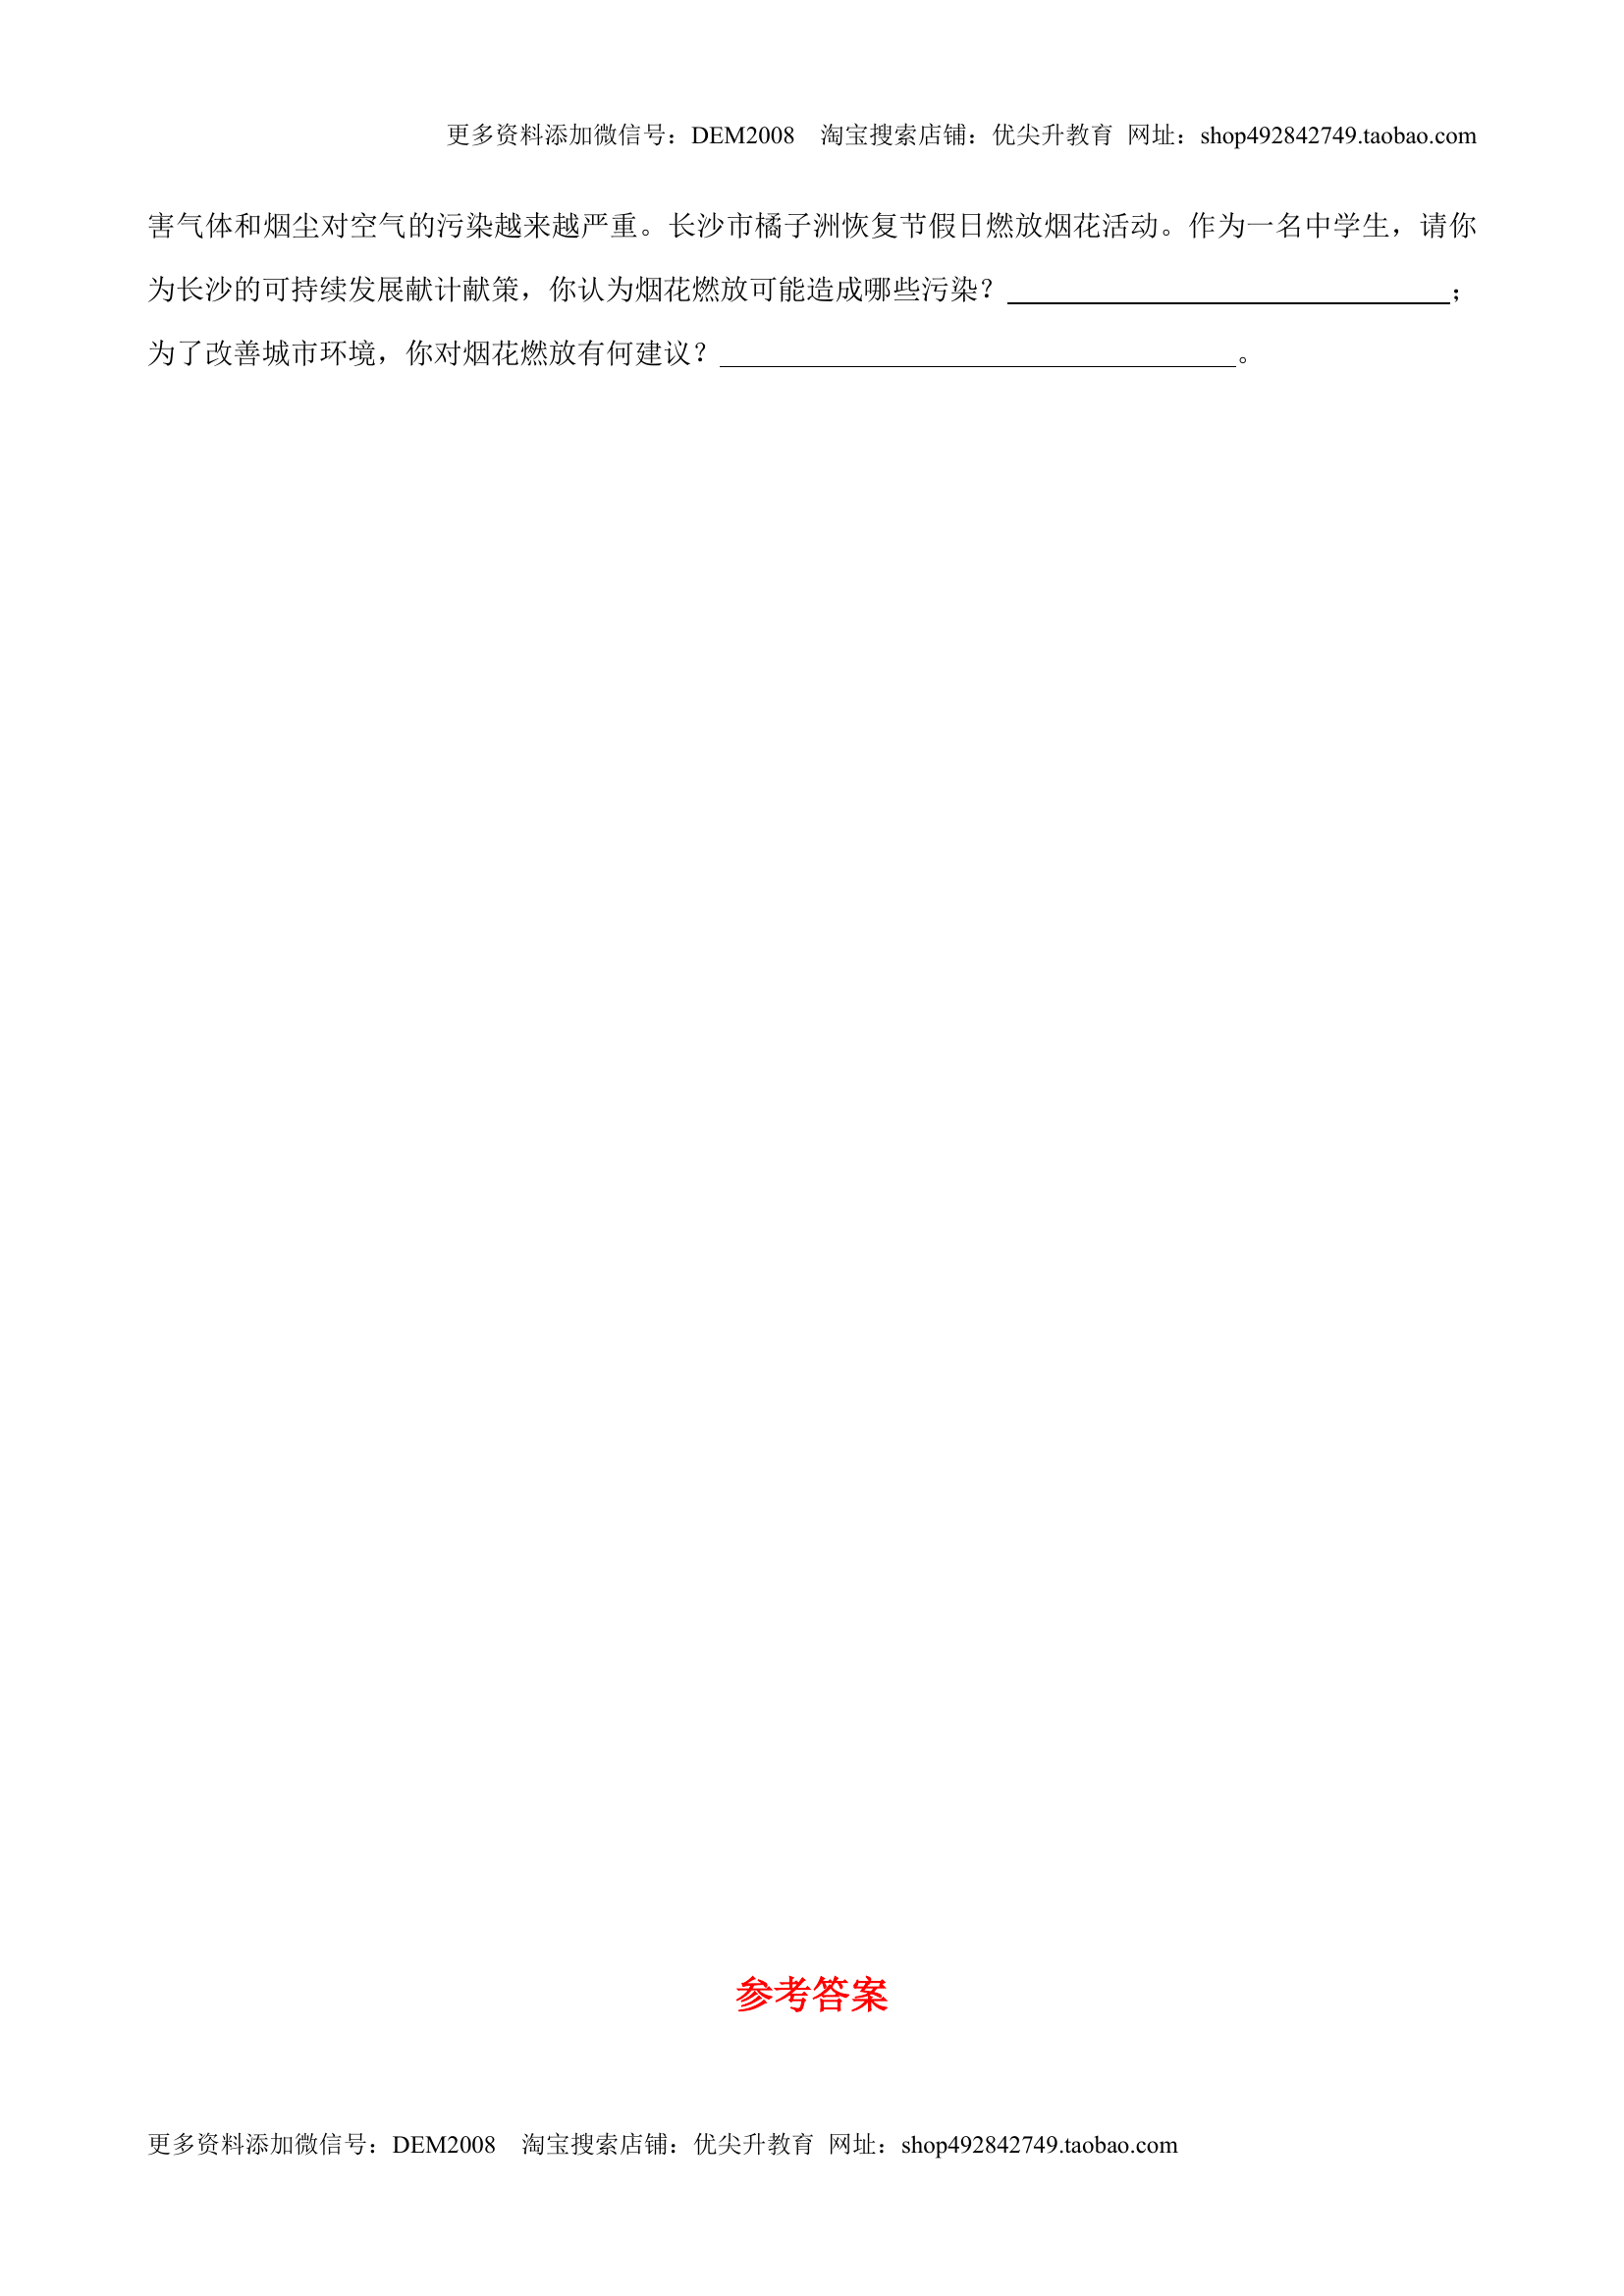 更多资料添加微信号：DEM2008 淘宝搜索店铺：优尖升教育 网址：shop492842749.taobao.com
害气体和烟尘对空气的污染越来越严重。长沙市橘子洲恢复节假日燃放烟花活动。作为一名中学生，请你
为长沙的可持续发展献计献策，你认为烟花燃放可能造成哪些污染？______________________________；
为了改善城市环境，你对烟花燃放有何建议？___________________________________。
参考答案
更多资料添加微信号：DEM2008 淘宝搜索店铺：优尖升教育 网址：shop492842749.taobao.com